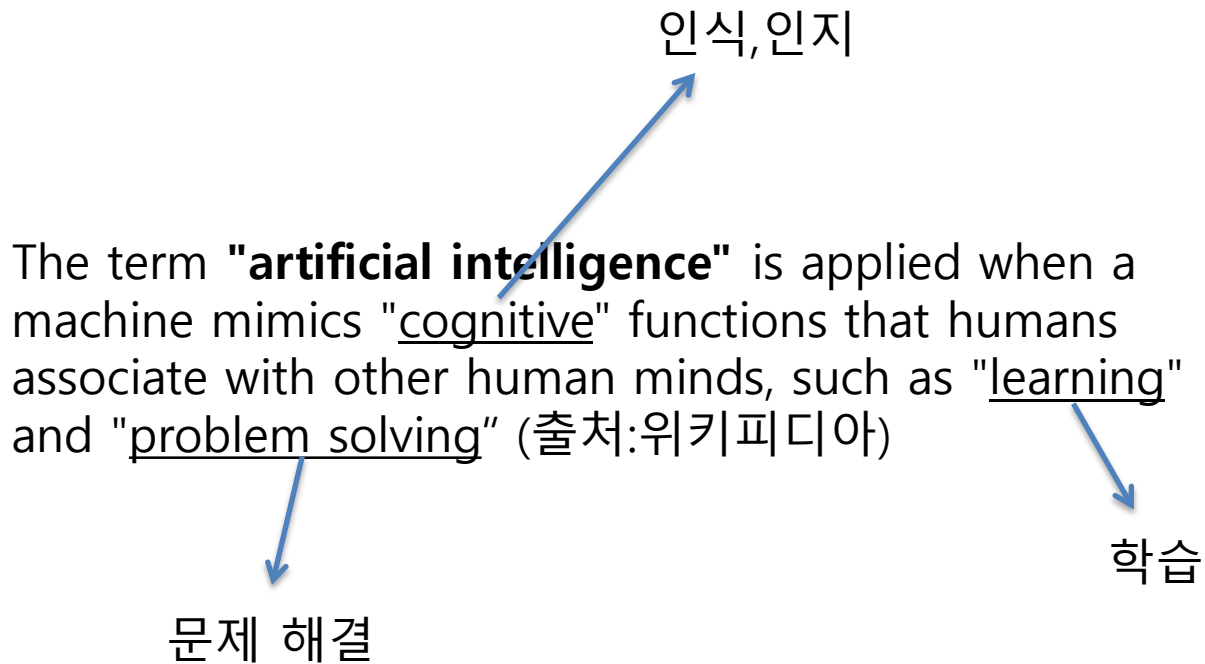 인식,인지
The term "artificial intelligence" is applied when a
machine mimics "cognitive" functions that humans
associate with other human minds, such as "learning"
and "problem solving“ (출처:위키피디아)
학습
문제 해결